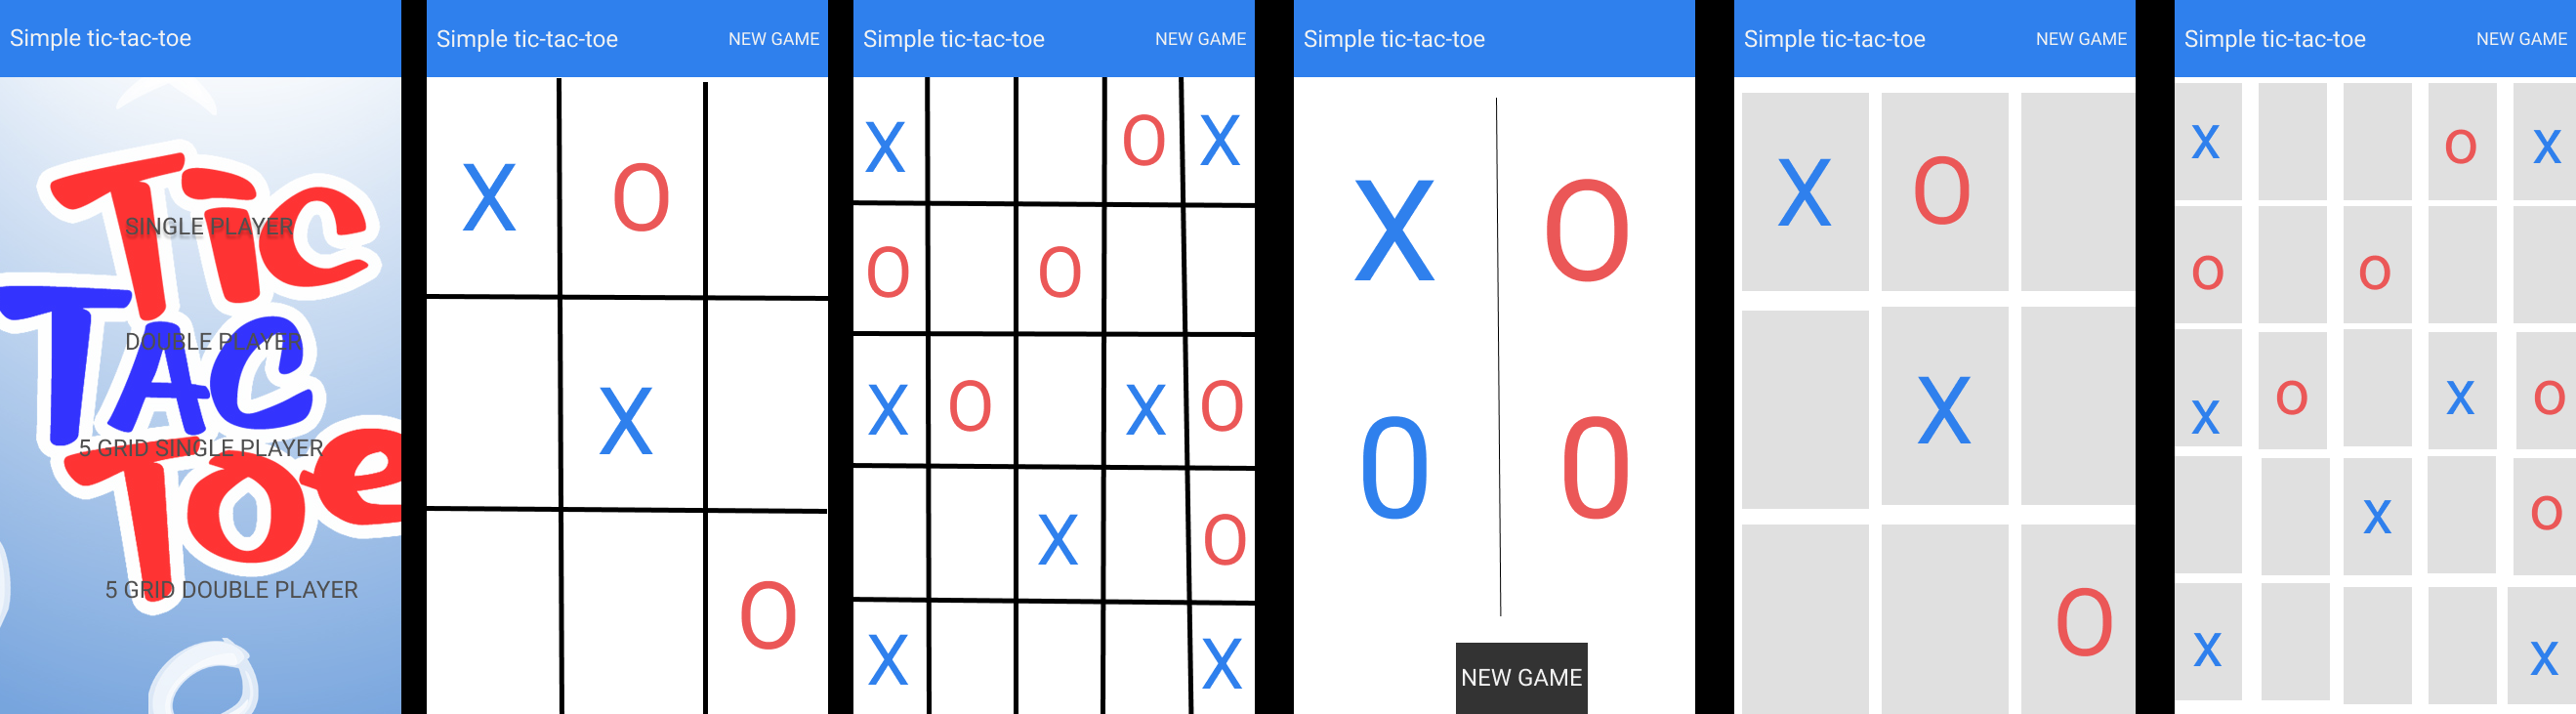 Simple tic-tac-toe
Tic
SINGLE PLAYER
TAC
DOUBLE PLAYER
5 GRID SINGLE PLAYER
Toe
5 GRID DOUBLE PLAYER
Simple tic-tac-toe NEW GAME
X O
X
O
Simple tic-tac-toe NEW GAME
X O X
O O
X O X O
X O
X X
Simple tic-tac-toe
X O
0 0
NEW GAME
Simple tic-tac-toe NEW GAME
X O
X
O
Simple tic-tac-toe NEW GAME
X O X
O O
X O X O
X O
X X